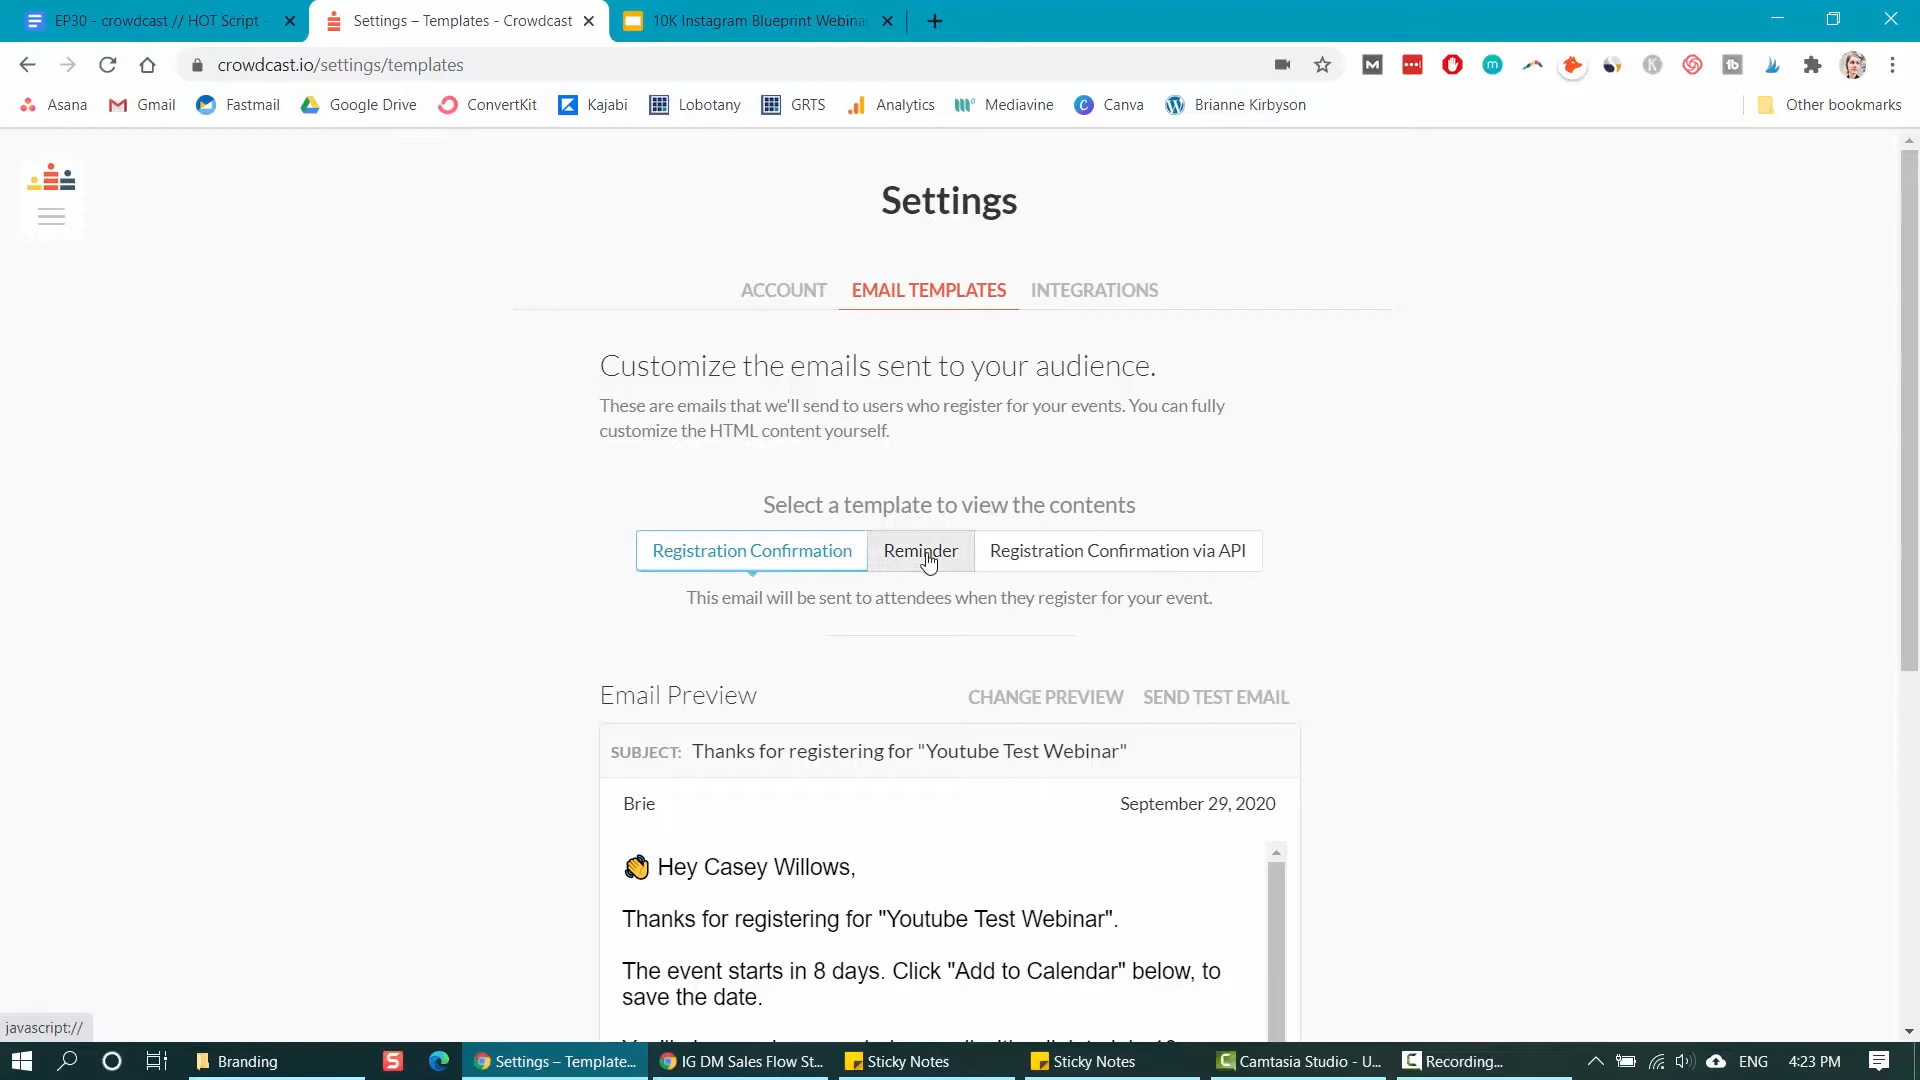 EP30 - crowdcast // HOT Script -
Settings – Templates - Crowdcast
10K Instagram Blueprint Webina
crowdcast.io/settings/templates
Asana
Gmail
Fastmail
Google Drive
ConvertKit
Kajabi
Lobotany
GRTS
Analytics
Mediavine
Canva
Brianne Kirbyson
Other bookmarks
Settings
ACCOUNT
EMAIL TEMPLATES
INTEGRATIONS
Customize the emails sent to your audience.
These are emails that we'll send to users who register for your events. You can fully
customize the HTML content yourself.
Select a template to view the contents
Registration Confirmation
Reminder
Registration Confirmation via API
This email will be sent to attendees when they register for your event.
Email Preview
CHANGE PREVIEW
SEND TEST EMAIL
SUBJECT: Thanks for registering for "Youtube Test Webinar"
Brie
September 29, 2020
👋 Hey Casey Willows,
Thanks for registering for "Youtube Test Webinar".
The event starts in 8 days. Click "Add to Calendar" below, to
save the date.
javascript://
Branding
Settings – Template...
IG DM Sales Flow St...
Sticky Notes
Sticky Notes
Camtasia Studio - U...
Recording...
ENG
4:23 PM